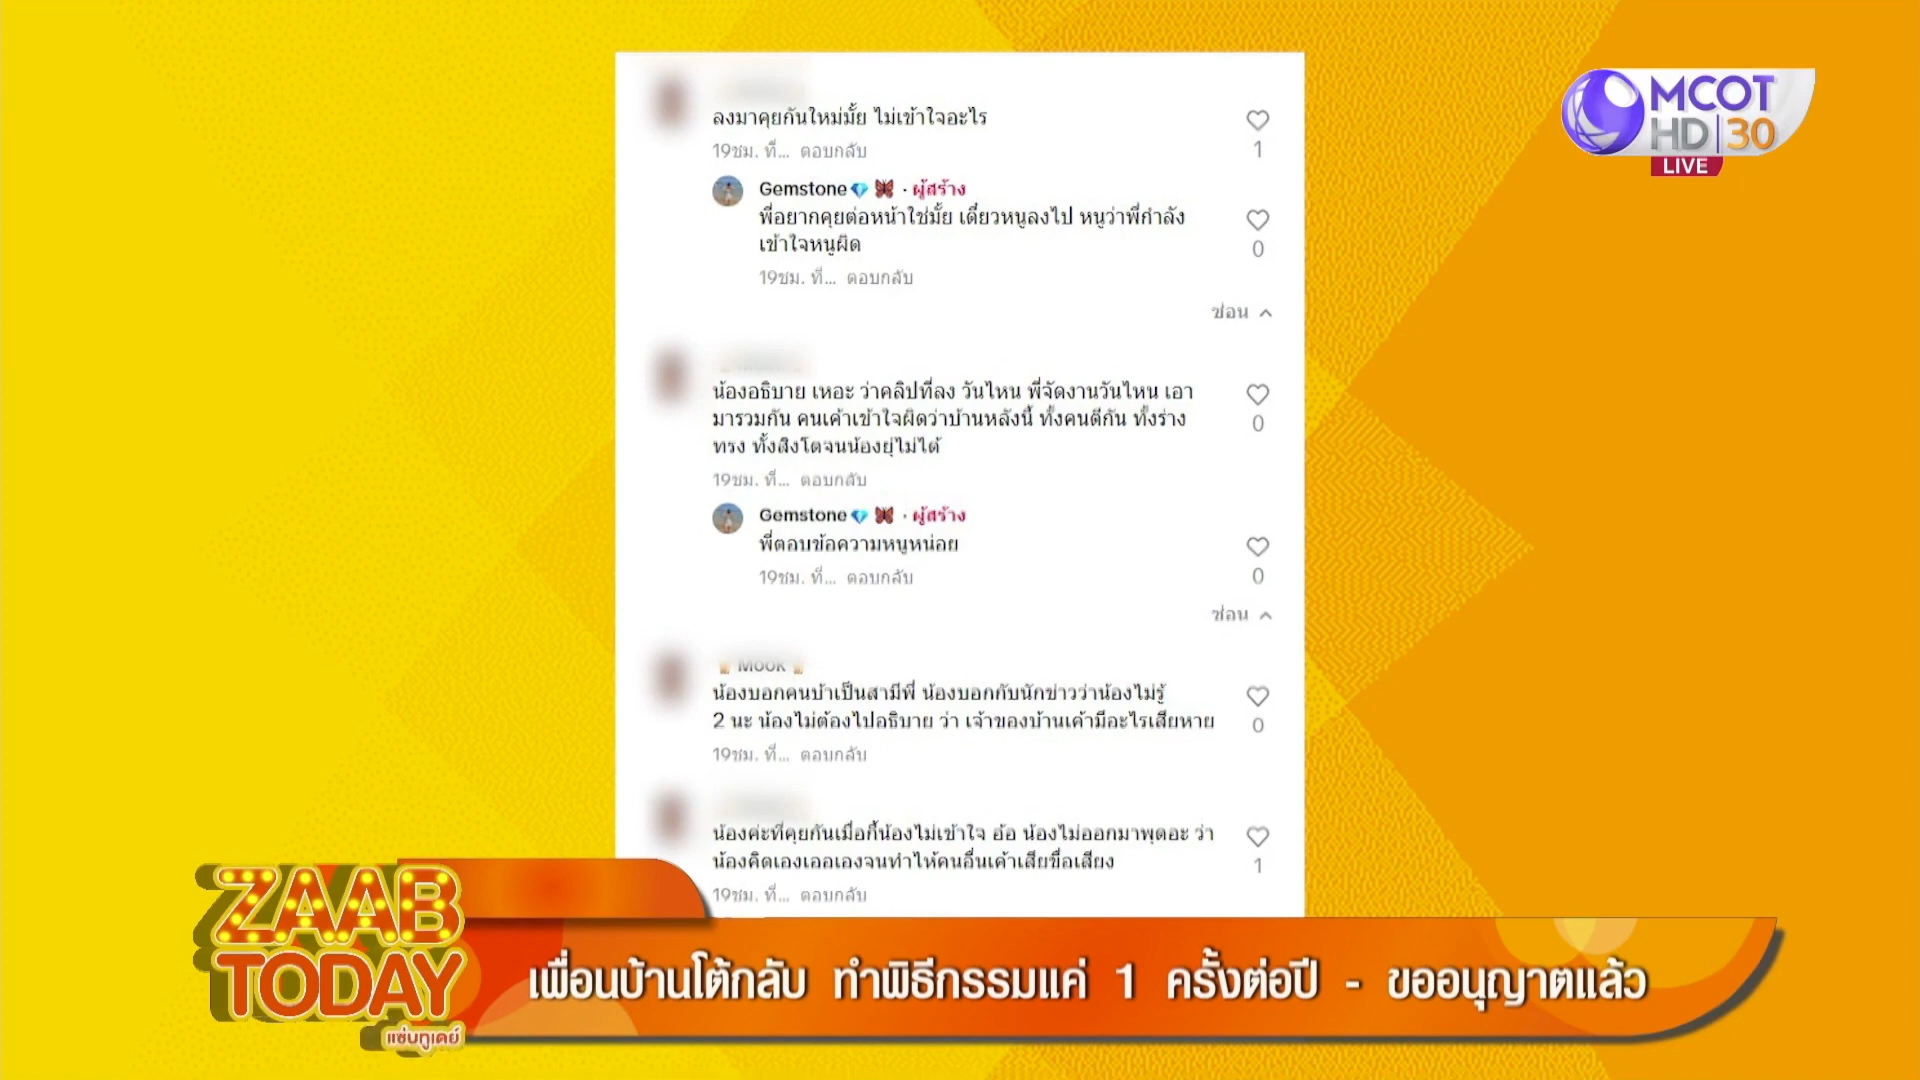 MCOT
HD 30
LIVE
ลงมาคุยกันใหม่มั้ย ไม่เข้าใจอะไร
1
19ชม. ที่... ตอบกลับ
Gemstone💎 🦋 · ผู้สร้าง
พี่อยากคุยต่อหน้าใช่มั้ย เดี่ยวหนูลงไป หนูว่าพี่กำลัง
เข้าใจหนูผิด
0
19ชม. ที่... ตอบกลับ
ซ่อน
น้องอธิบาย เหอะ ว่าคลิปที่ลง วันไหน พี่จัดงานวันไหน เอา
มารวมกัน คนเค้าเข้าใจผิดว่าบ้านหลังนี้ ทั้งคนตีกัน ทั้งร่าง
ทรง ทั้งสิงโตจนน้องยุ่ไม่ได้
0
19ชม. ที่... ตอบกลับ
Gemstone💎 🦋 · ผู้สร้าง
พี่ตอบข้อความหนูหน่อย
0
19ชม. ที่... ตอบกลับ
ซ่อน
Mook
น้องบอกคนบ้าเป็นสามีพี่ น้องบอกกับนักข่าวว่าน้องไม่รู้
2 นะ น้องไม่ต้องไปอธิบาย ว่า เจ้าของบ้านเค้ามีอะไรเสียหาย
0
19ชม. ที่... ตอบกลับ
น้องค่ะที่คุยกันเมื่อกี้น้องไม่เข้าใจ อ้อ น้องไม่ออกมาพุดอะ ว่า
น้องคิดเองเออเองจนทำไห้คนอื่นเค้าเสียขื่อเสียง
1
19ชม. ที่... ตอบกลับ
ZAAB
TODAY
แซ่บทูเดย์
เพื่อนบ้านโต้กลับ ทำพิธีกรรมแค่ 1 ครั้งต่อปี - ขออนุญาตแล้ว